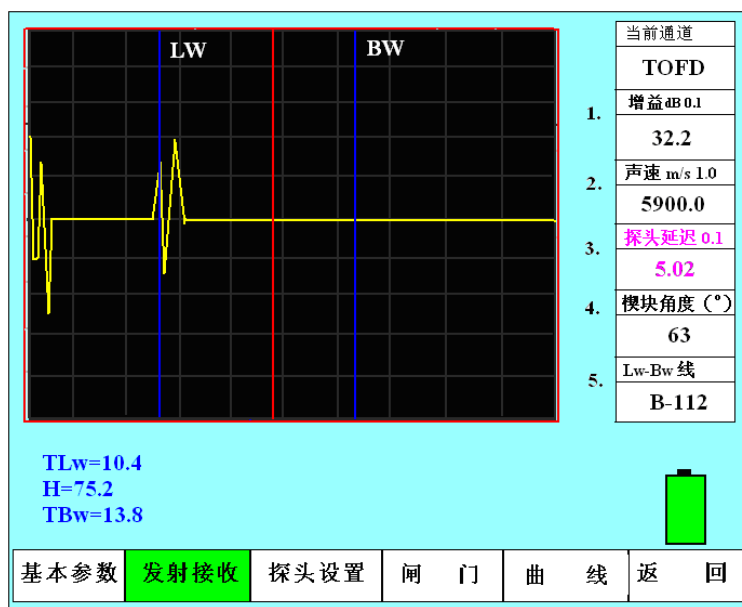 LW BW
当前通道
TOFD
增益dB 0.1
1.
32.2
声速 m/s 1.0
2.
5900.0
探头延迟 0.1
3.
5.02
楔块角度（°）
4.
63
Lw-Bw 线
5.
B-112
TLw=10.4
H=75.2
TBw=13.8
基本参数 发射接收 探头设置 闸 门 曲 线 返 回